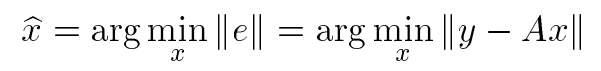 x̂ = arg min_x ‖e‖ = arg min_x ‖y − Ax‖